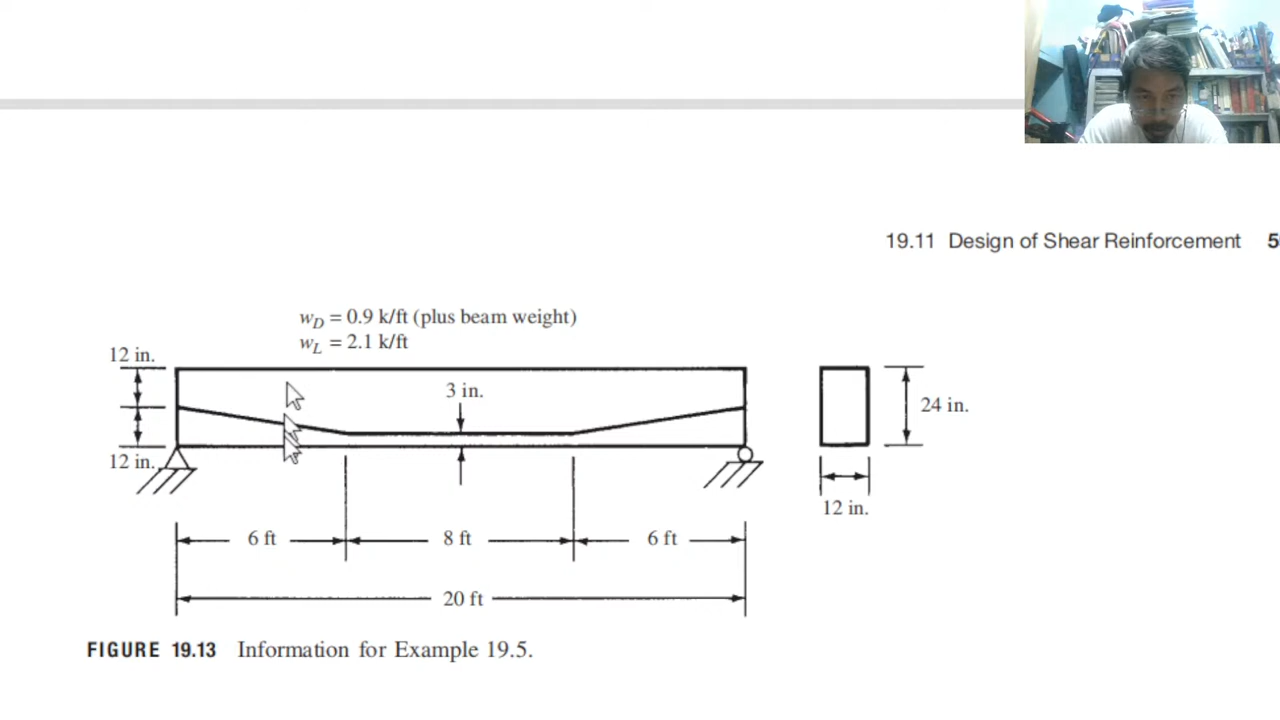 19.11 Design of Shear Reinforcement 5
wD = 0.9 k/ft (plus beam weight)
wL = 2.1 k/ft
12 in.
3 in.
24 in.
12 in.
12 in.
6 ft
8 ft
6 ft
20 ft
FIGURE 19.13 Information for Example 19.5.